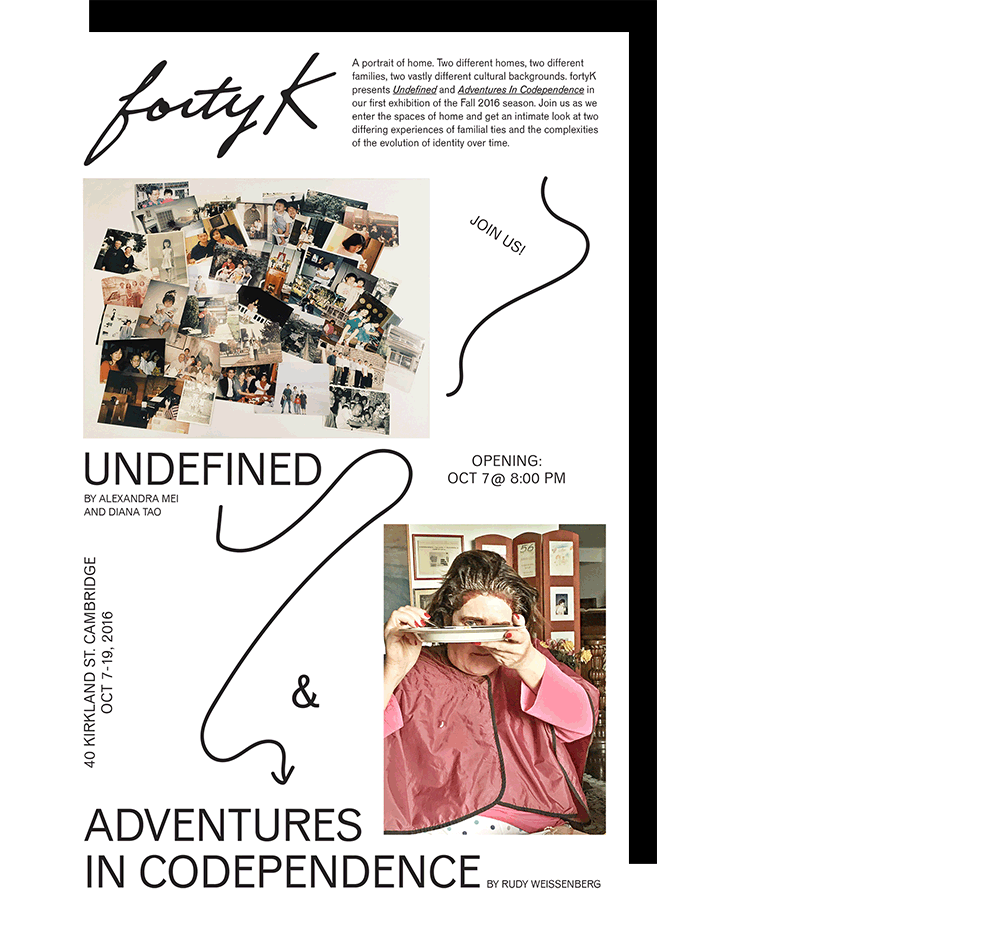 fortyK
A portrait of home. Two different homes, two different
families, two vastly different cultural backgrounds. fortyK
presents Undefined and Adventures In Codependence in
our first exhibition of the Fall 2016 season. Join us as we
enter the spaces of home and get an intimate look at two
differing experiences of familial ties and the complexities
of the evolution of identity over time.
JOIN US!
UNDEFINED
BY ALEXANDRA MEI
AND DIANA TAO
OPENING:
OCT 7@ 8:00 PM
40 KIRKLAND ST. CAMBRIDGE
OCT 7-19, 2016
&
ADVENTURES
IN CODEPENDENCE BY RUDY WEISSENBERG